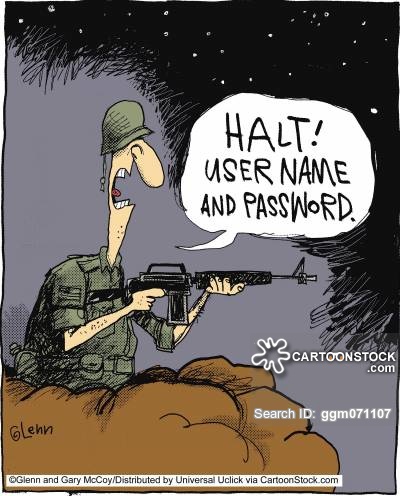 HALT!
USER NAME
AND PASSWORD.
CARTOONSTOCK
.com
Search ID: ggm071107
GLenn
©Glenn and Gary McCoy/Distributed by Universal Uclick via CartoonStock.com